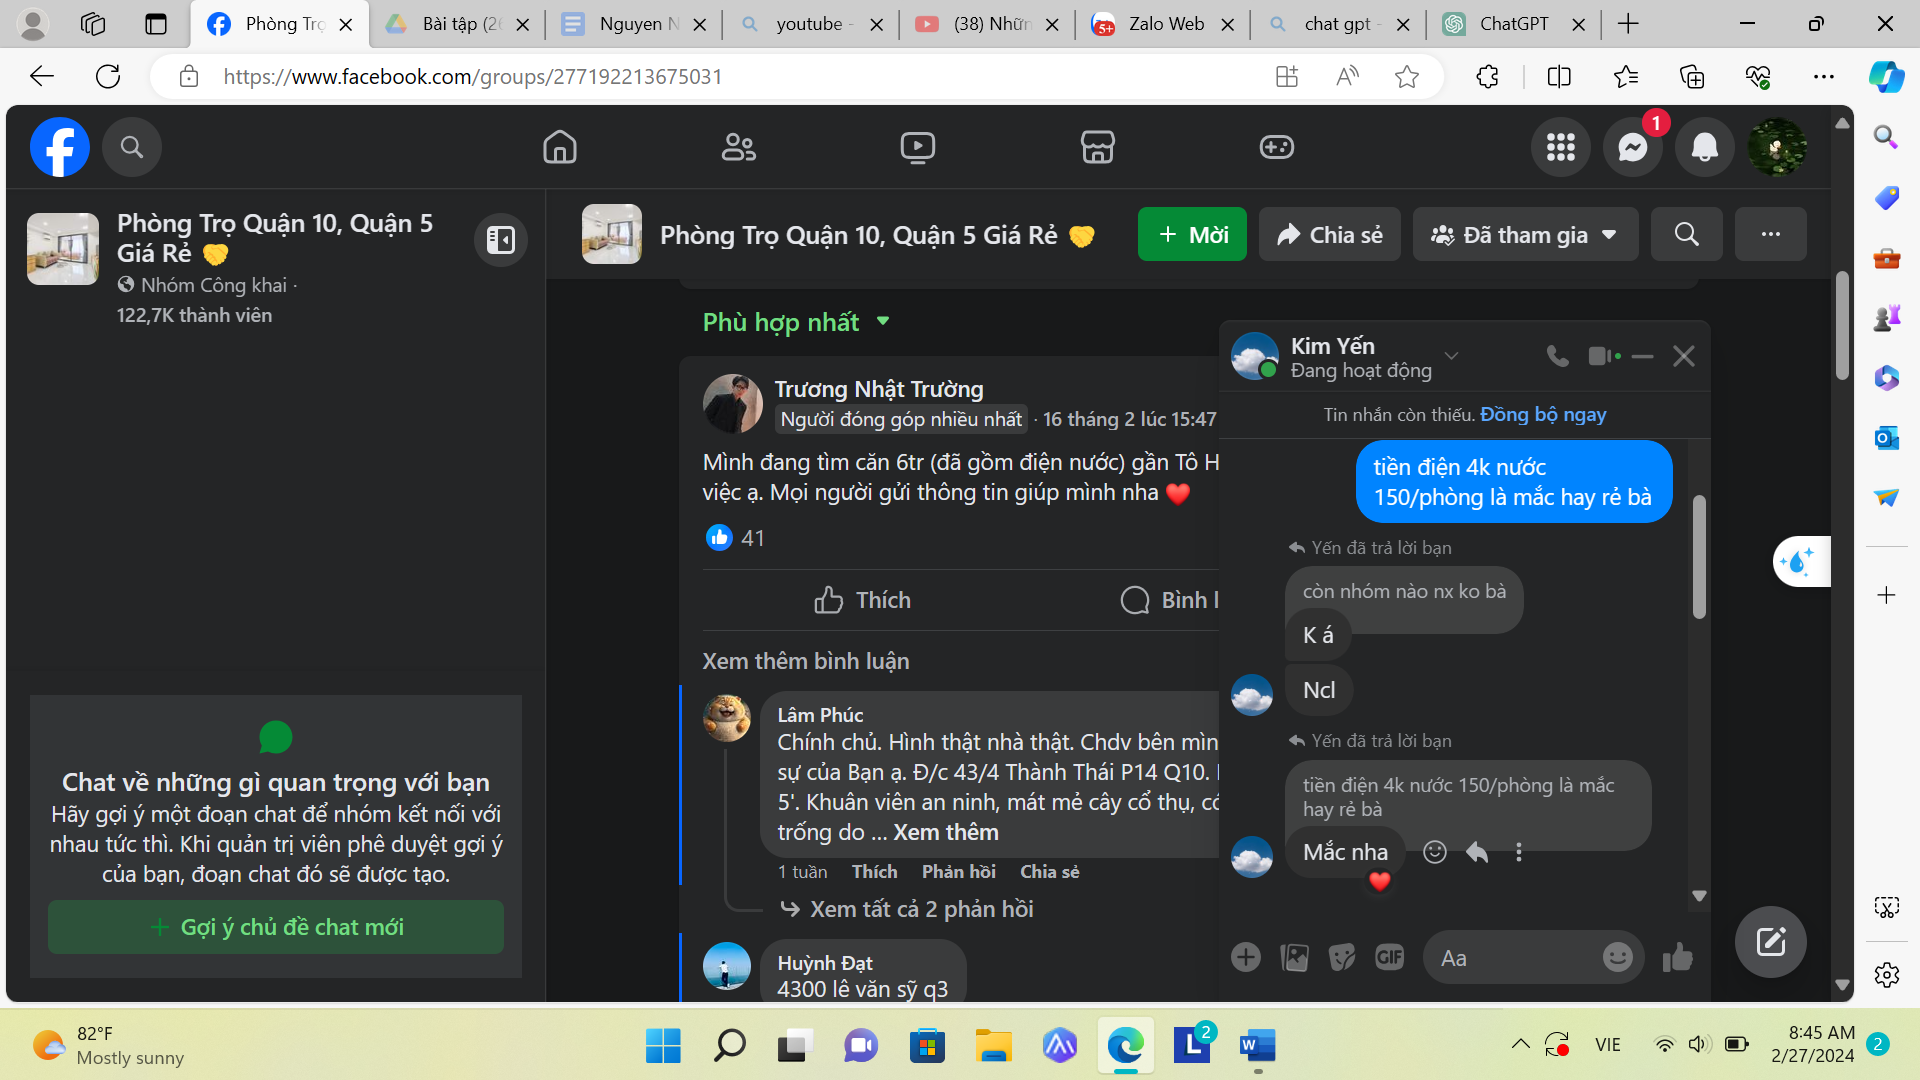 Phòng Trọ
Bài tập (26
Nguyen N
youtube -
(38) Những
5+
Zalo Web
chat gpt -
ChatGPT
https://www.facebook.com/groups/277192213675031
1
Phòng Trọ Quận 10, Quận 5
Giá Rẻ
Nhóm Công khai ·
122,7K thành viên
Phòng Trọ Quận 10, Quận 5 Giá Rẻ
+ Mời
Chia sẻ
Đã tham gia
Phù hợp nhất
Trương Nhật Trường
Người đóng góp nhiều nhất · 16 tháng 2 lúc 15:47
Mình đang tìm căn 6tr (đã gồm điện nước) gần Tô H
việc ạ. Mọi người gửi thông tin giúp mình nha ❤️
41
Thích
Bình l
Xem thêm bình luận
Lâm Phúc
Chính chủ. Hình thật nhà thật. Chdv bên mìn
sự của Bạn ạ. Đ/c 43/4 Thành Thái P14 Q10.
5'. Khuân viên an ninh, mát mẻ cây cổ thụ, có
trống do ... Xem thêm
1 tuần Thích Phản hồi Chia sẻ
Xem tất cả 2 phản hồi
Huỳnh Đạt
4300 lê văn sỹ q3
Chat về những gì quan trọng với bạn
Hãy gợi ý một đoạn chat để nhóm kết nối với
nhau tức thì. Khi quản trị viên phê duyệt gợi ý
của bạn, đoạn chat đó sẽ được tạo.
+ Gợi ý chủ đề chat mới
Kim Yến
Đang hoạt động
Tin nhắn còn thiếu. Đồng bộ ngay
tiền điện 4k nước
150/phòng là mắc hay rẻ bà
Yến đã trả lời bạn
còn nhóm nào nx ko bà
K á
Ncl
Yến đã trả lời bạn
tiền điện 4k nước 150/phòng là mắc
hay rẻ bà
Mắc nha
GIF
Aa
82°F
Mostly sunny
2
VIE
8:45 AM
2/27/2024
2